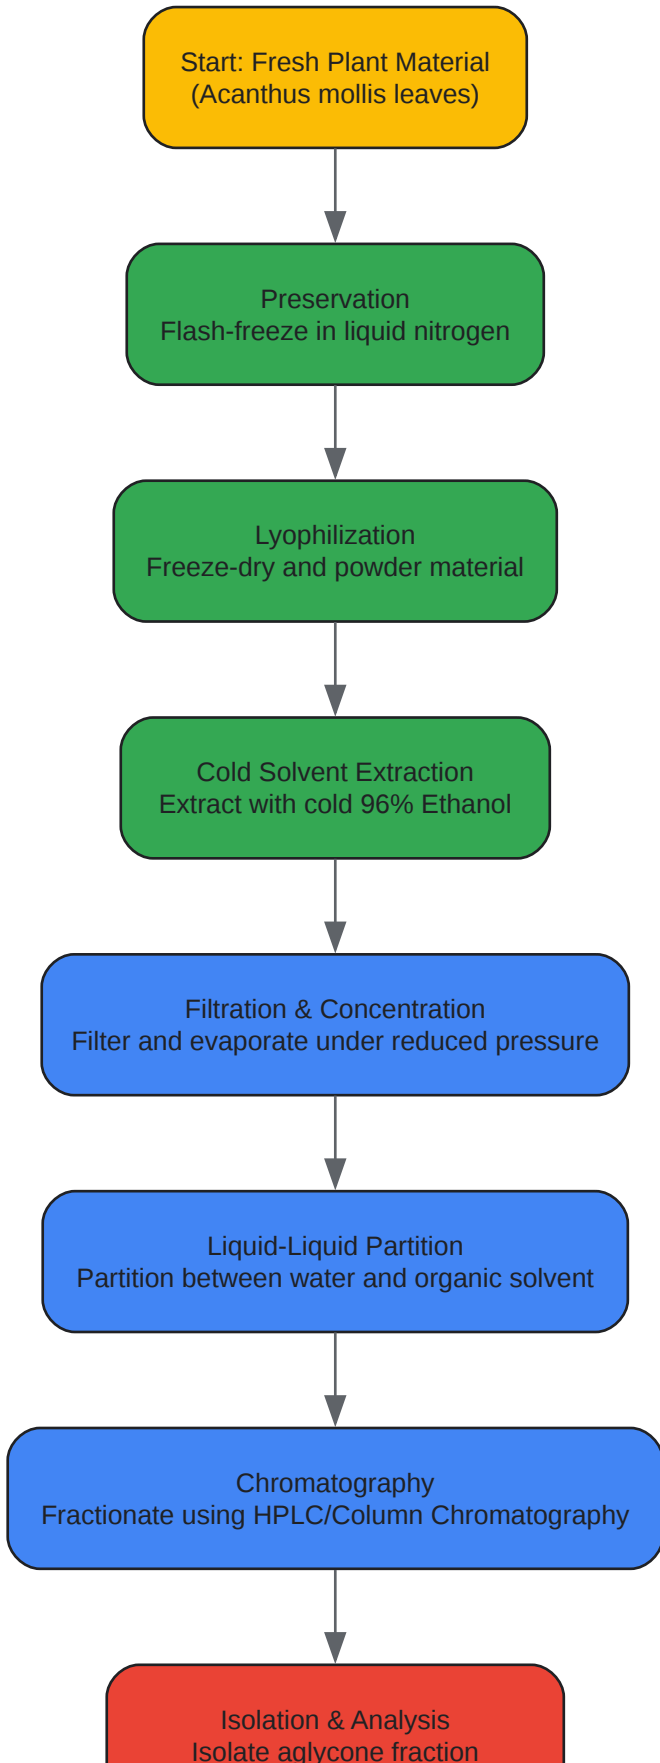 Start: Fresh Plant Material
(Acanthus mollis leaves)
Preservation
Flash-freeze in liquid nitrogen
Lyophilization
Freeze-dry and powder material
Cold Solvent Extraction
Extract with cold 96% Ethanol
Filtration & Concentration
Filter and evaporate under reduced pressure
Liquid-Liquid Partition
Partition between water and organic solvent
Chromatography
Fractionate using HPLC/Column Chromatography
Isolation & Analysis
Isolate aglycone fraction